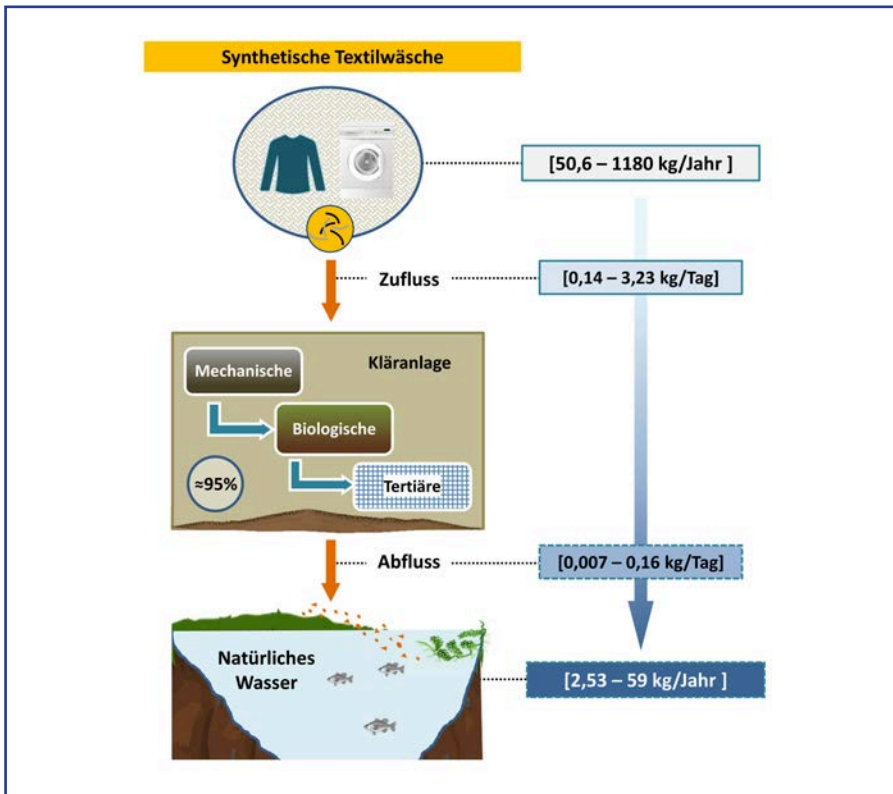 Synthetische Textilwäsche
[50,6 – 1180 kg/Jahr ]
Zufluss
[0,14 – 3,23 kg/Tag]
Kläranlage
Mechanische
Biologische
≈95%
Tertiäre
Abfluss
[0,007 – 0,16 kg/Tag]
Natürliches
Wasser
[2,53 – 59 kg/Jahr ]